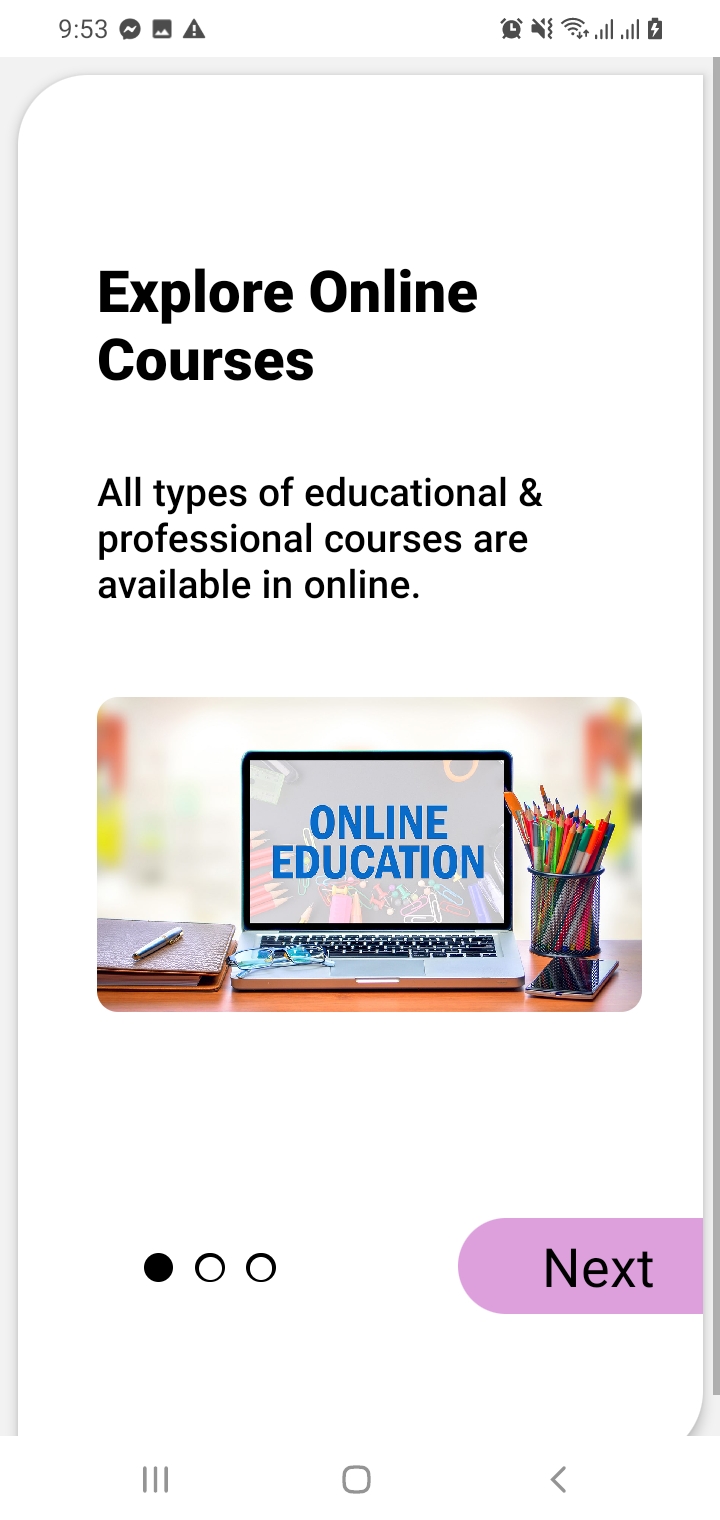 9:53
Explore Online
Courses
All types of educational &
professional courses are
available in online.
ONLINE
EDUCATION
Next